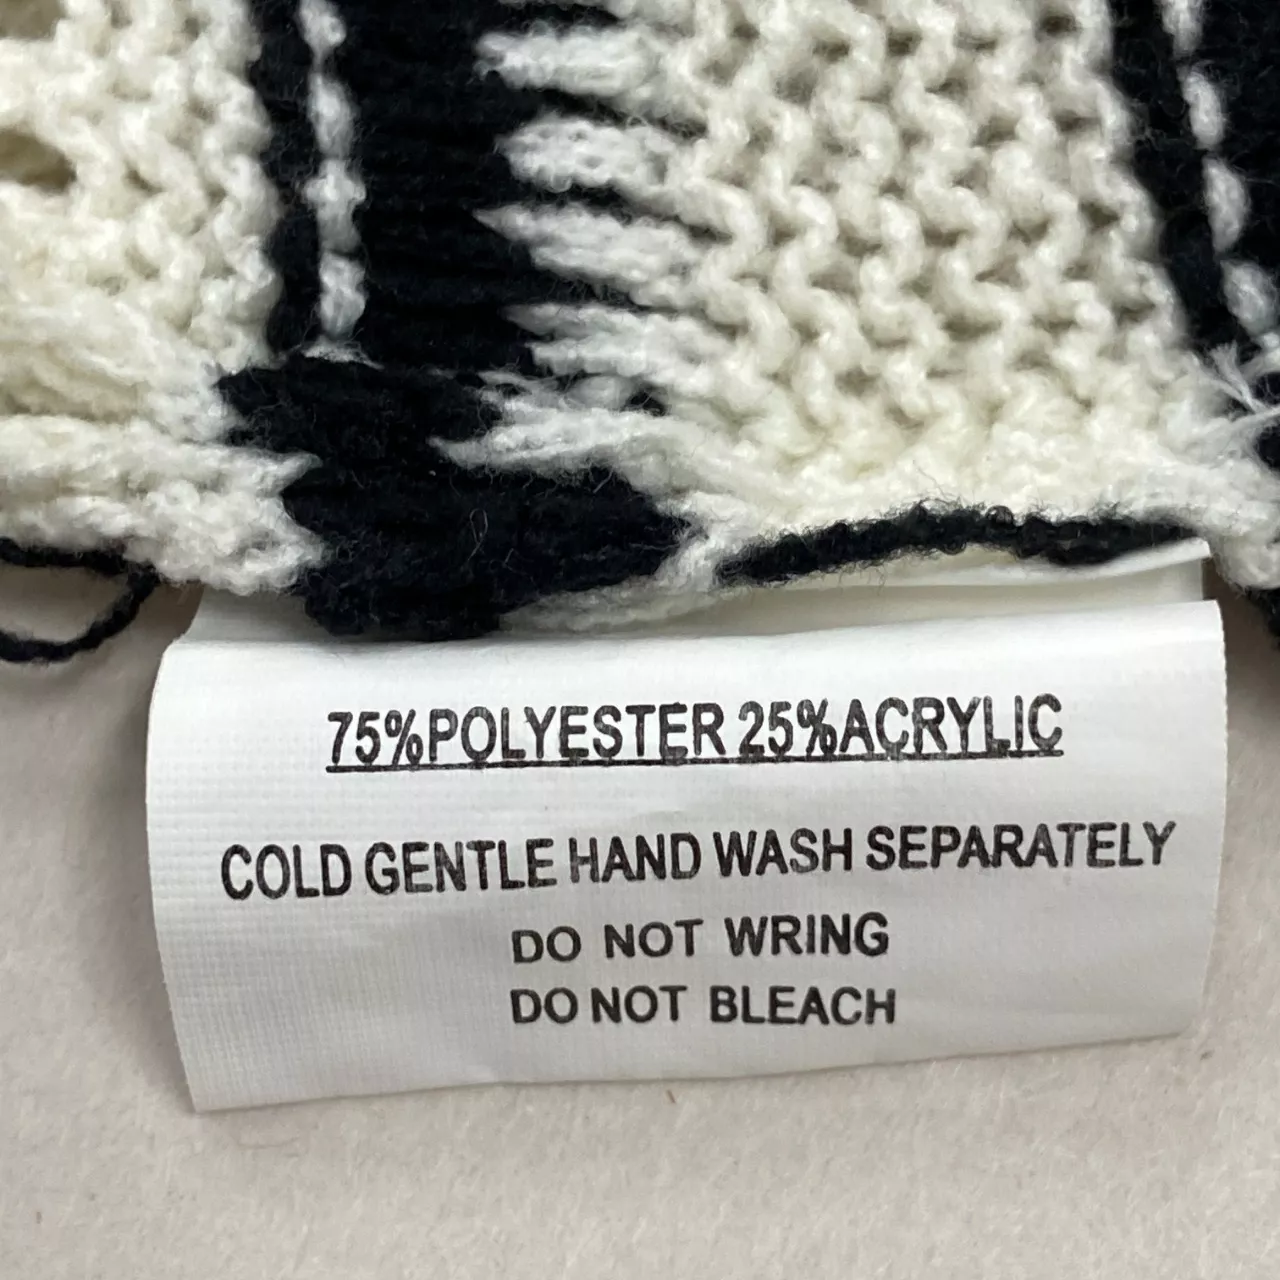 75%POLYESTER 25%ACRYLIC
COLD GENTLE HAND WASH SEPARATELY
DO NOT WRING
DO NOT BLEACH